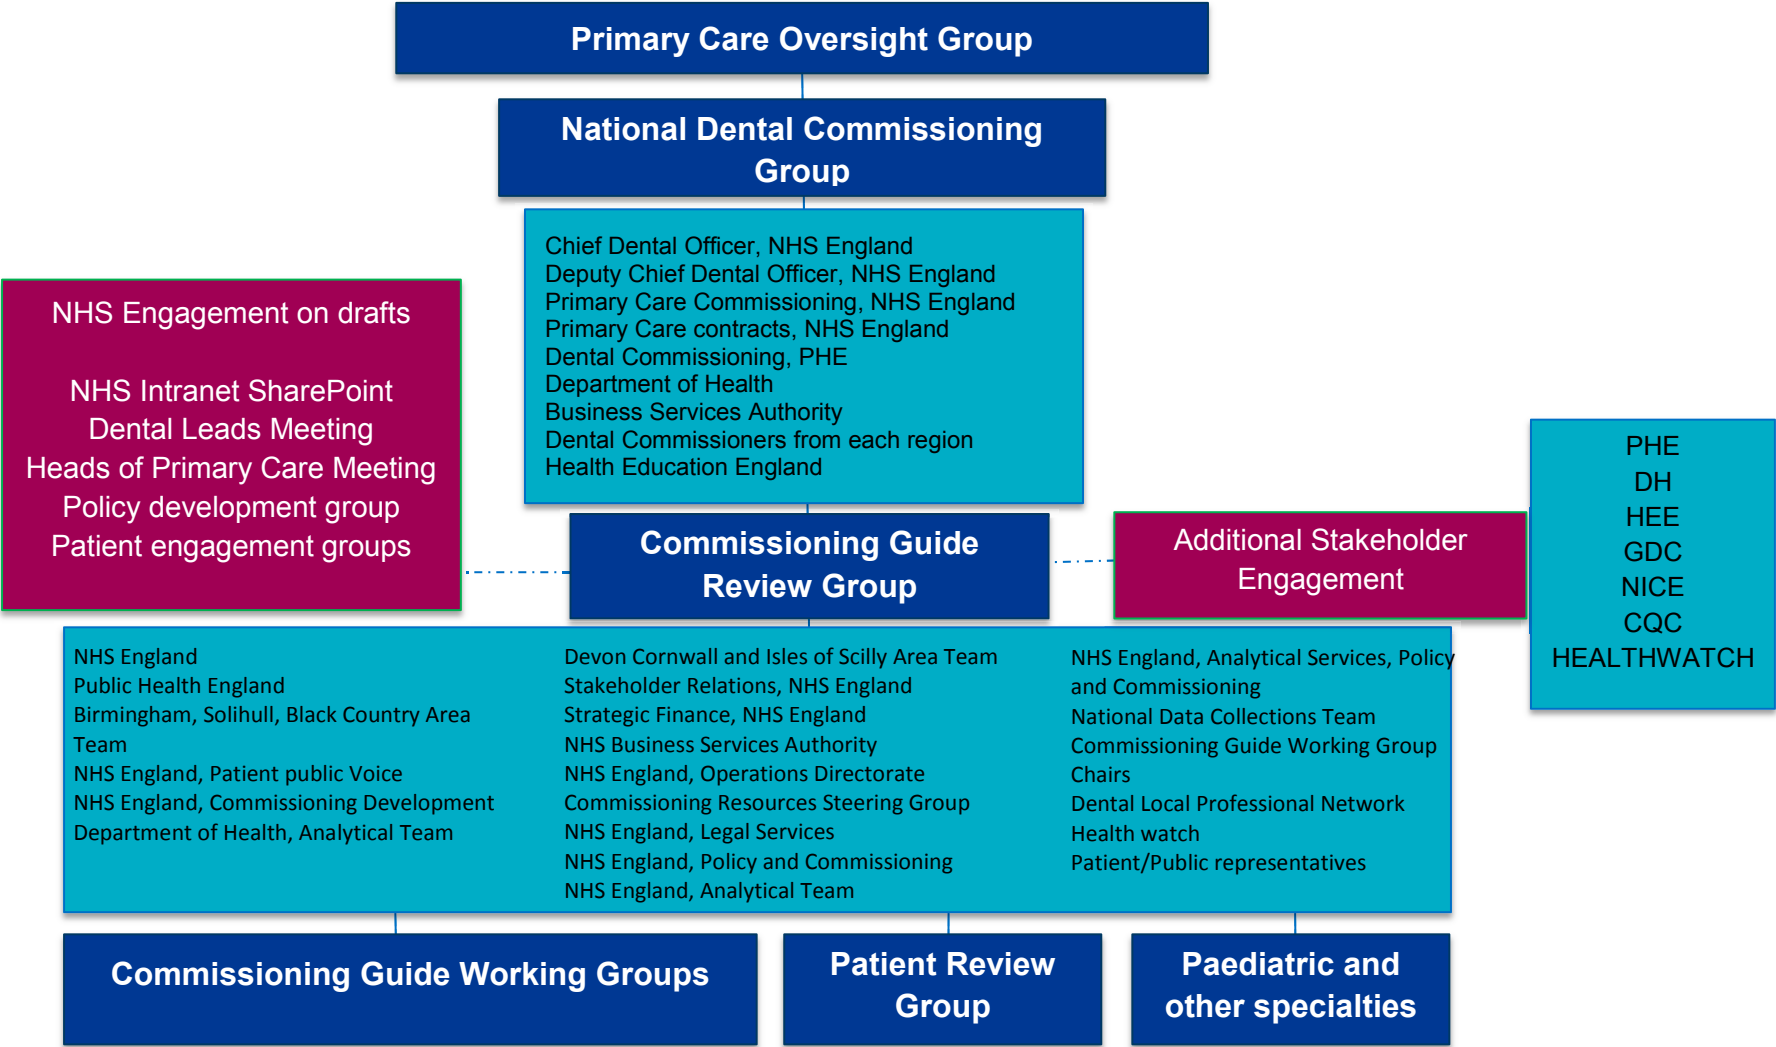 Primary Care Oversight Group
National Dental Commissioning
Group
Chief Dental Officer, NHS England
Deputy Chief Dental Officer, NHS England
Primary Care Commissioning, NHS England
Primary Care contracts, NHS England
Dental Commissioning, PHE
Department of Health
Business Services Authority
Dental Commissioners from each region
Health Education England
NHS Engagement on drafts
NHS Intranet SharePoint
Dental Leads Meeting
Heads of Primary Care Meeting
Policy development group
Patient engagement groups
Commissioning Guide
Review Group
Additional Stakeholder
Engagement
PHE
DH
HEE
GDC
NICE
CQC
HEALTHWATCH
NHS England
Public Health England
Birmingham, Solihull, Black Country Area
Team
NHS England, Patient public Voice
NHS England, Commissioning Development
Department of Health, Analytical Team
Devon Cornwall and Isles of Scilly Area Team
Stakeholder Relations, NHS England
Strategic Finance, NHS England
NHS Business Services Authority
NHS England, Operations Directorate
Commissioning Resources Steering Group
NHS England, Legal Services
NHS England, Policy and Commissioning
NHS England, Analytical Team
NHS England, Analytical Services, Policy
and Commissioning
National Data Collections Team
Commissioning Guide Working Group
Chairs
Dental Local Professional Network
Health watch
Patient/Public representatives
Commissioning Guide Working Groups
Patient Review
Group
Paediatric and
other specialties